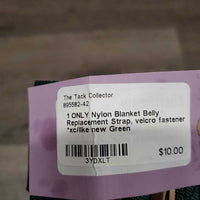 The Tack Collector
895582-42
1 ONLY Nylon Blanket Belly
Replacement Strap, velcro fastener
*xc/like new Green
3YDXLT
$10.00